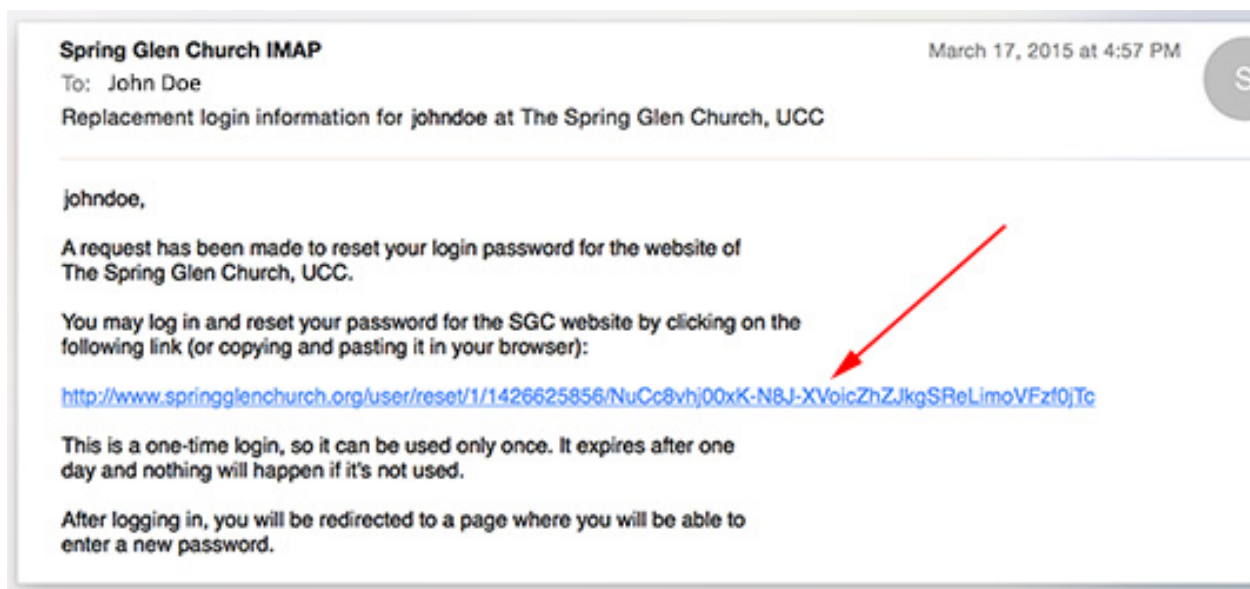 Spring Glen Church IMAP
March 17, 2015 at 4:57 PM
S
To: John Doe
Replacement login information for johndoe at The Spring Glen Church, UCC
johndoe,
A request has been made to reset your login password for the website of
The Spring Glen Church, UCC.
You may log in and reset your password for the SGC website by clicking on the
following link (or copying and pasting it in your browser):
http://www.springglenchurch.org/user/reset/1/1426625856/NuCc8vhj00xK-N8J-XVoicZhZJkgSReLimoVFzf0jTc
This is a one-time login, so it can be used only once. It expires after one
day and nothing will happen if it's not used.
After logging in, you will be redirected to a page where you will be able to
enter a new password.